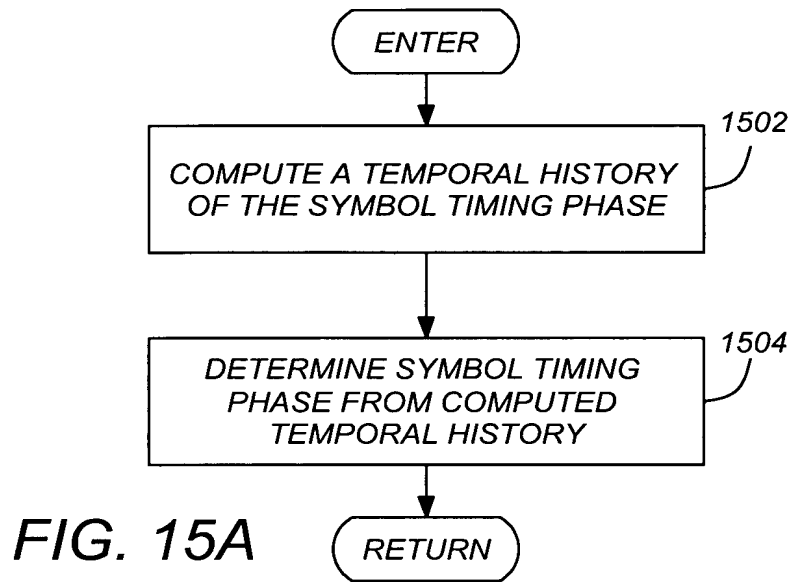 ENTER
1502
COMPUTE A TEMPORAL HISTORY
OF THE SYMBOL TIMING PHASE
1504
DETERMINE SYMBOL TIMING
PHASE FROM COMPUTED
TEMPORAL HISTORY
FIG. 15A
RETURN